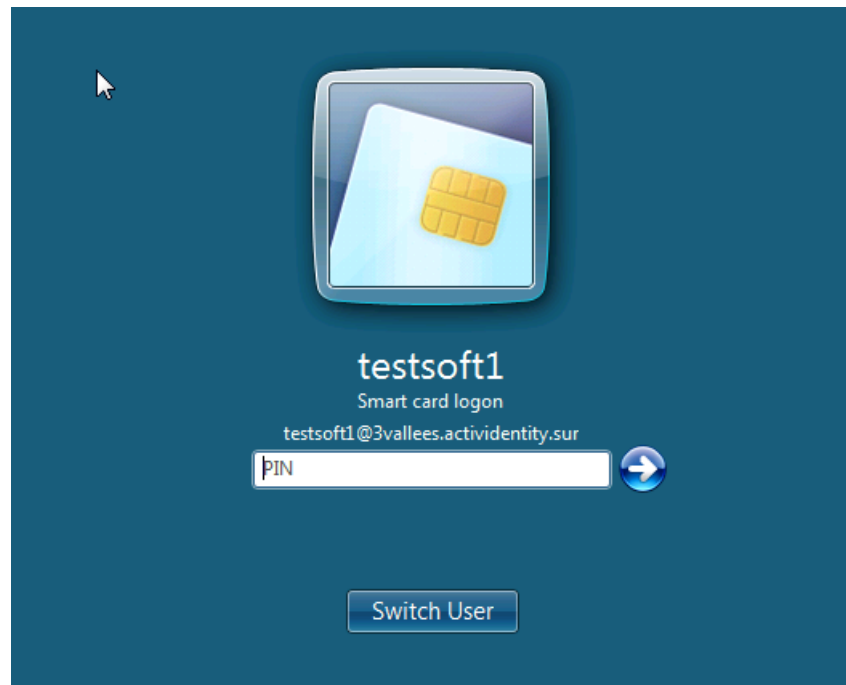 testsoft1
Smart card logon
testsoft1@3vallees.actividentity.sur
PIN
Switch User